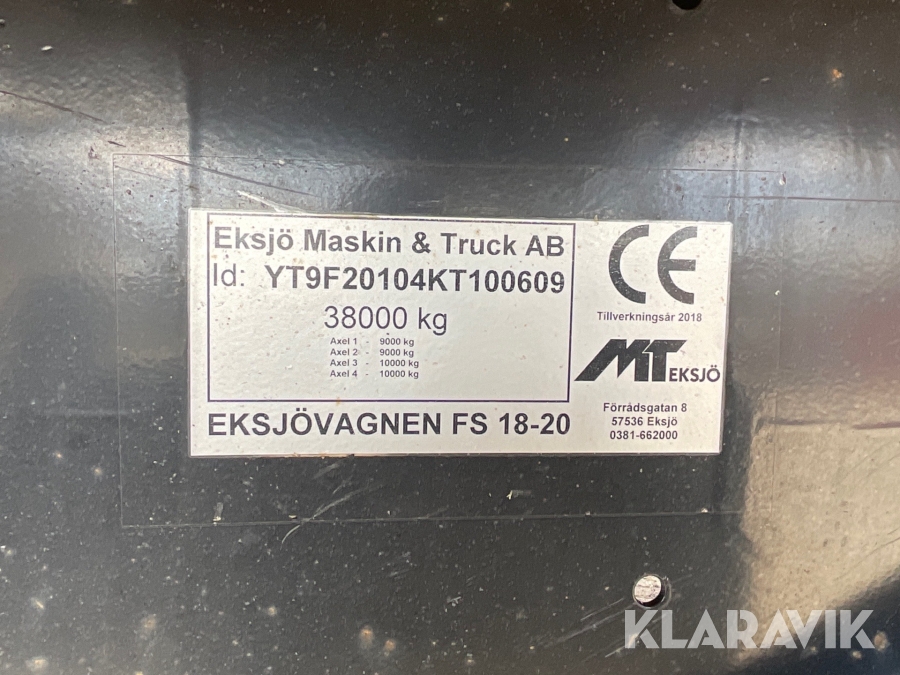 Eksjö Maskin & Truck AB
Id: YT9F20104KT100609
38000 kg
Axel 1 - 9000 kg
Axel 2 - 9000 kg
Axel 3 - 10000 kg
Axel 4 - 10000 kg
EKSJÖVAGNEN FS 18-20
CE
Tillverkningsår 2018
MT EKSJÖ
Förrådsgatan 8
57536 Eksjö
0381-662000
KLARAVIK